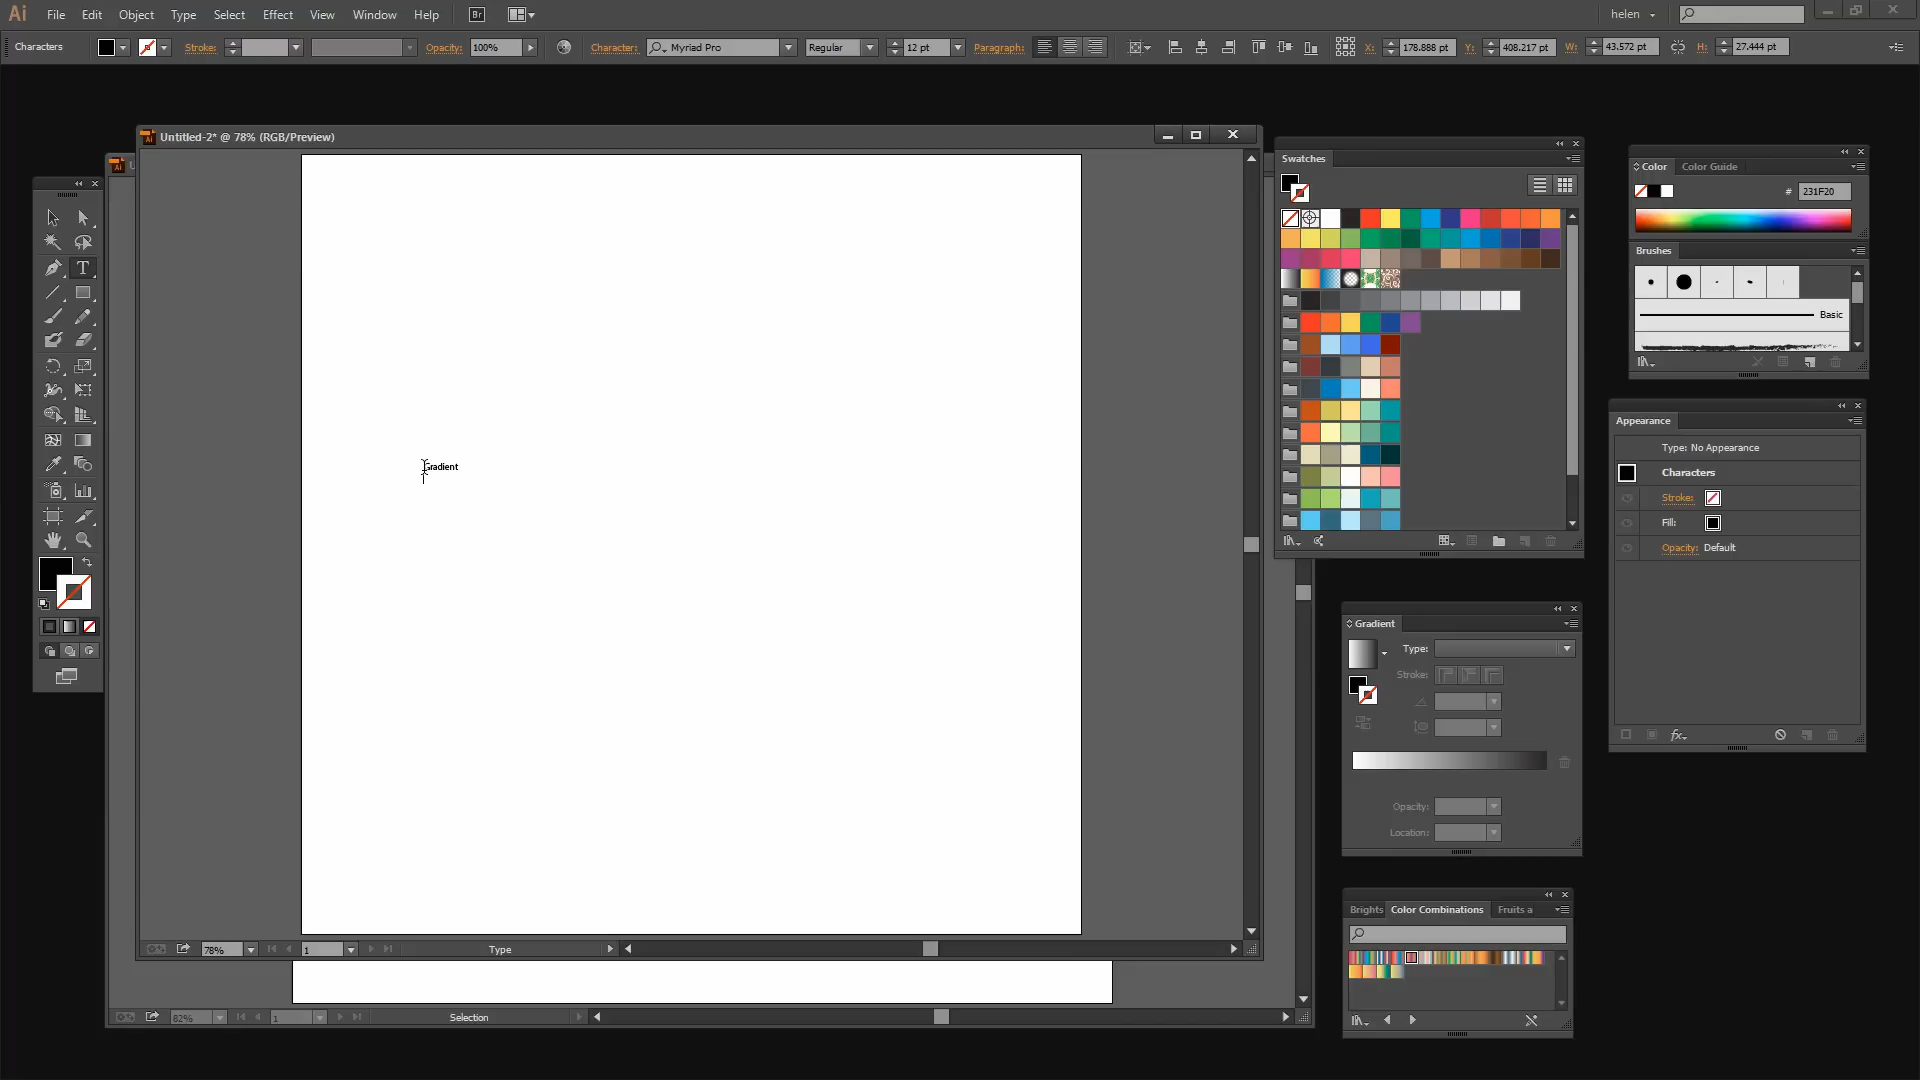 Ai File Edit Object Type Select Effect View Window Help Br helen
Characters Stroke: Opacity: 100% Character: Myriad Pro Regular 12 pt Paragraph: X: 178.888 pt Y: 408.217 pt W: 43.572 pt H: 27.444 pt
Untitled-2* @ 78% (RGB/Preview)
Gradient
78% 1 Type
82% 1 Selection
Swatches
Color Color Guide
# 231F20
Brushes
Basic
Appearance
Type: No Appearance
Characters
Stroke:
Fill:
Opacity: Default
fx
Gradient
Type:
Stroke:
Opacity:
Location:
Brights Color Combinations Fruits a